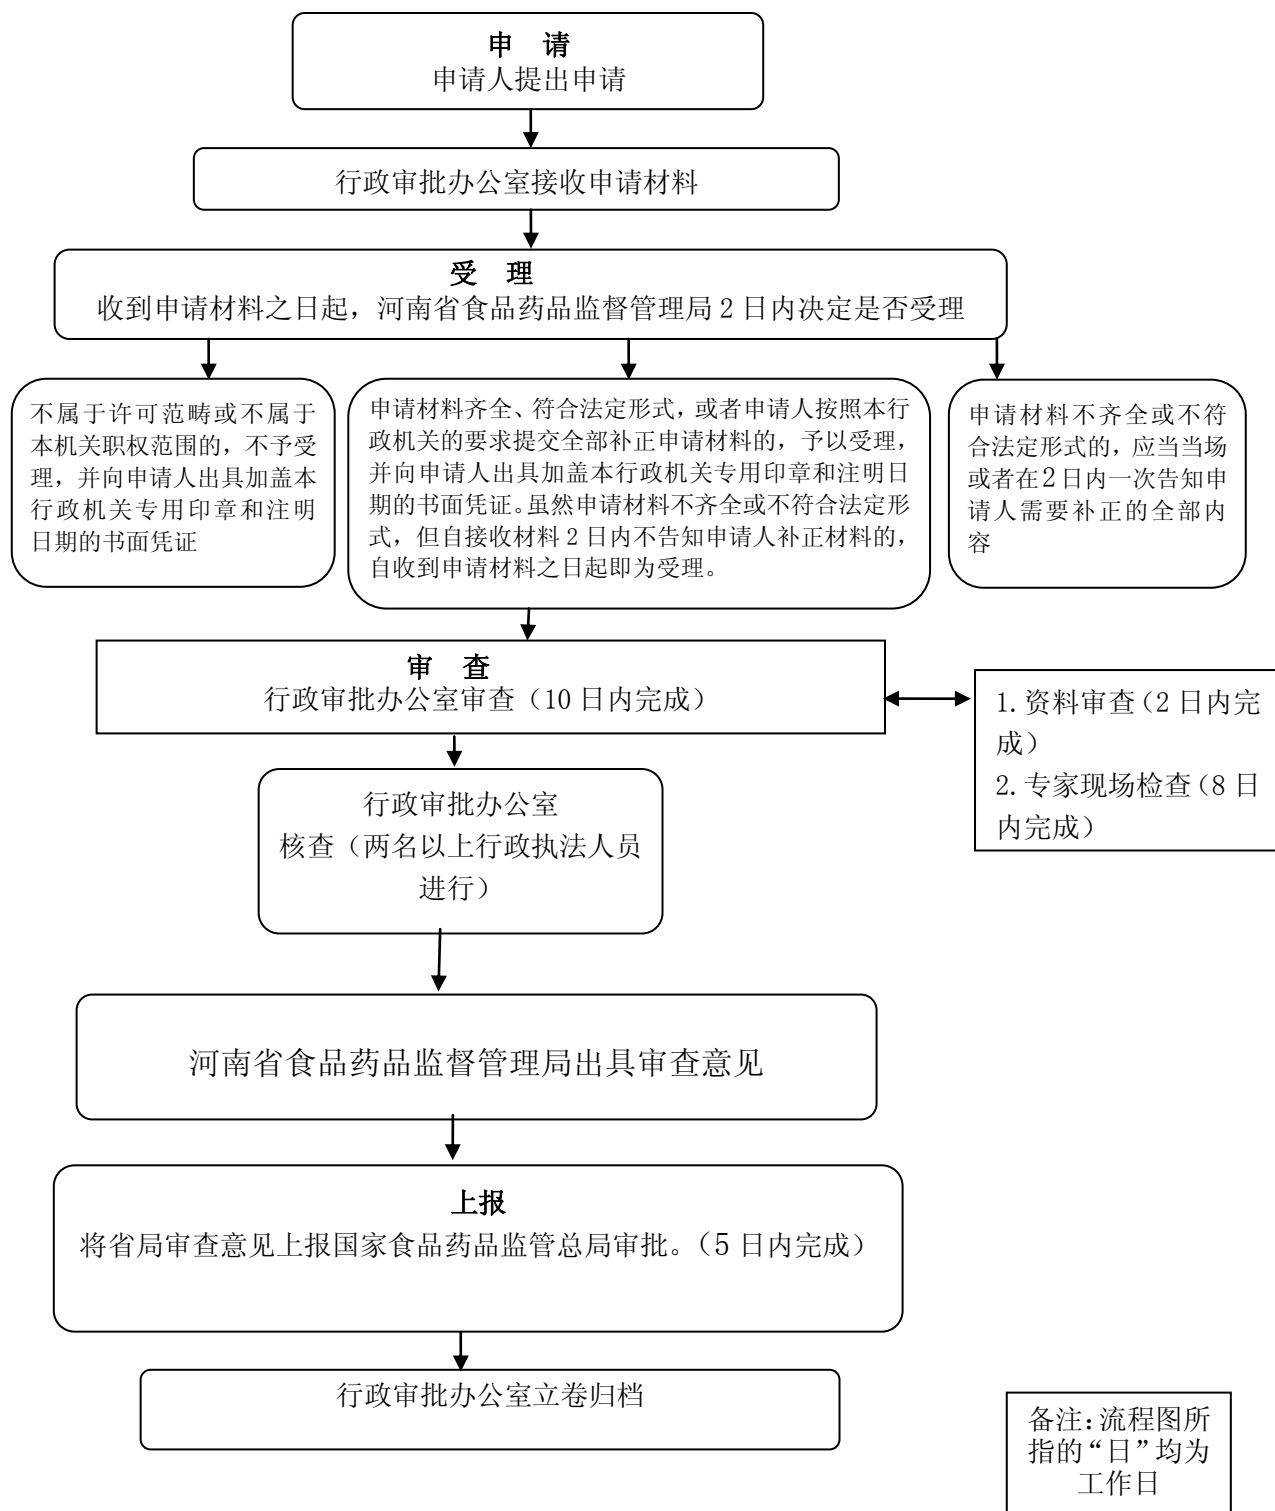 申 请
申请人提出申请
行政审批办公室接收申请材料
受 理
收到申请材料之日起，河南省食品药品监督管理局 2 日内决定是否受理
不属于许可范畴或不属于
本机关职权范围的，不予受
理，并向申请人出具加盖本
行政机关专用印章和注明
日期的书面凭证
申请材料齐全、符合法定形式，或者申请人按照本行
政机关的要求提交全部补正申请材料的，予以受理，
并向申请人出具加盖本行政机关专用印章和注明日
期的书面凭证。虽然申请材料不齐全或不符合法定形
式，但自接收材料 2 日内不告知申请人补正材料的，
自收到申请材料之日起即为受理。
申请材料不齐全或不符
合法定形式的，应当当场
或者在 2 日内一次告知申
请人需要补正的全部内
容
审 查
行政审批办公室审查（10 日内完成）
1. 资料审查（2 日内完
成）
2. 专家现场检查（8 日
内完成）
行政审批办公室
核查（两名以上行政执法人员
进行）
河南省食品药品监督管理局出具审查意见
上报
将省局审查意见上报国家食品药品监管总局审批。（5 日内完成）
行政审批办公室立卷归档
备注：流程图所
指的“日”均为
工作日